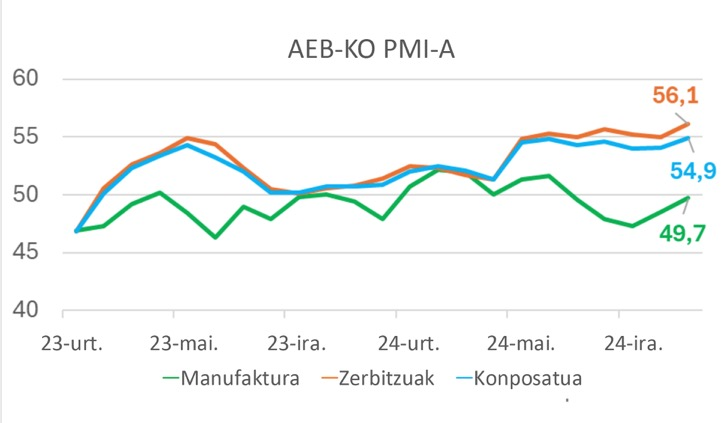 AEB-KO PMI-A
60
56,1
55
54,9
50
49,7
45
40
23-urt. 23-mai. 23-ira. 24-urt. 24-mai. 24-ira.
Manufaktura Zerbitzuak Konposatua